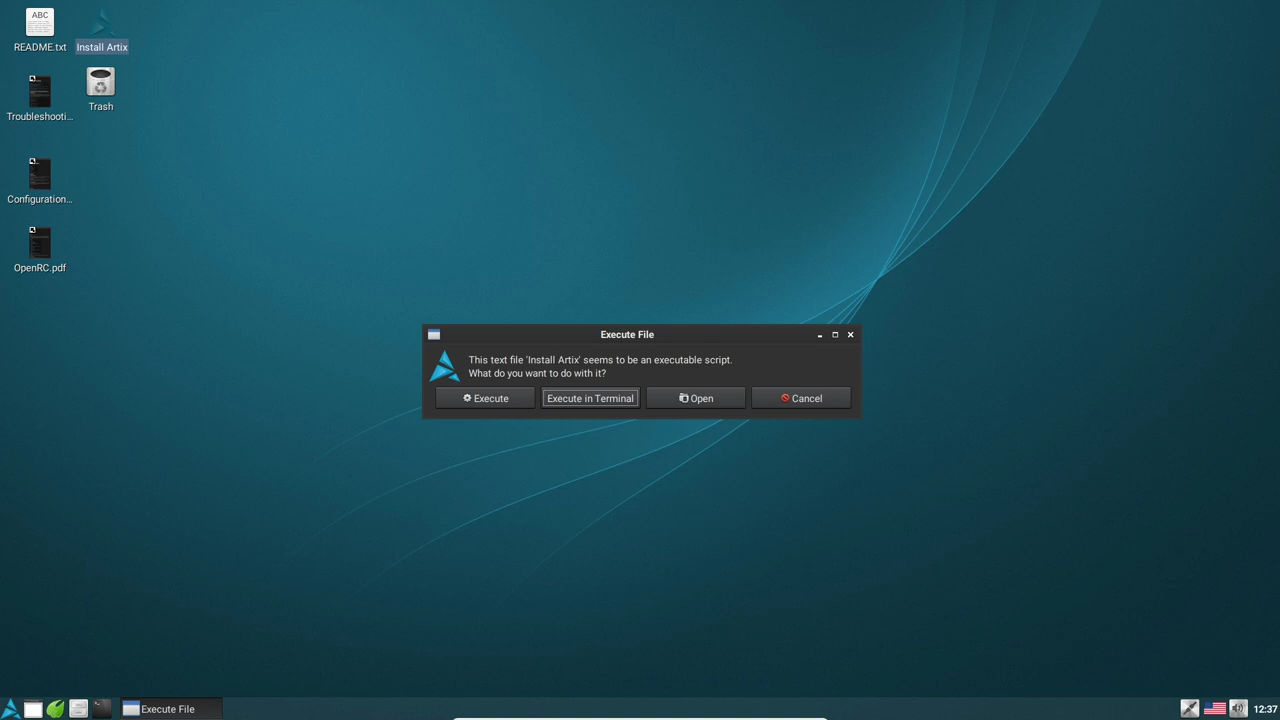 ABC
README.txt
Install Artix
Troubleshooti...
Trash
Configuration...
OpenRC.pdf
Execute File
This text file 'Install Artix' seems to be an executable script.
What do you want to do with it?
Execute
Execute in Terminal
Open
Cancel
Execute File
12:37